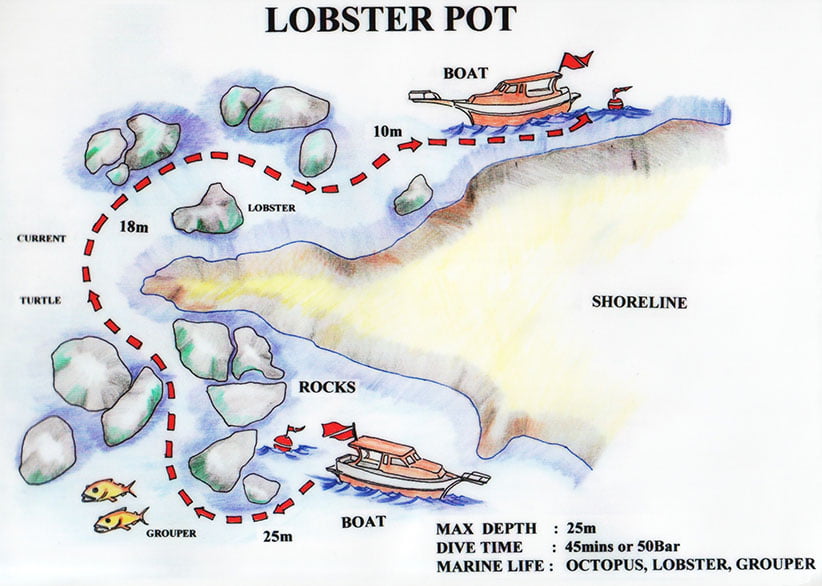 LOBSTER POT
BOAT
10m
LOBSTER
18m
CURRENT
TURTLE
SHORELINE
ROCKS
GROUPER
25m
BOAT
MAX DEPTH : 25m
DIVE TIME : 45mins or 50Bar
MARINE LIFE : OCTOPUS, LOBSTER, GROUPER